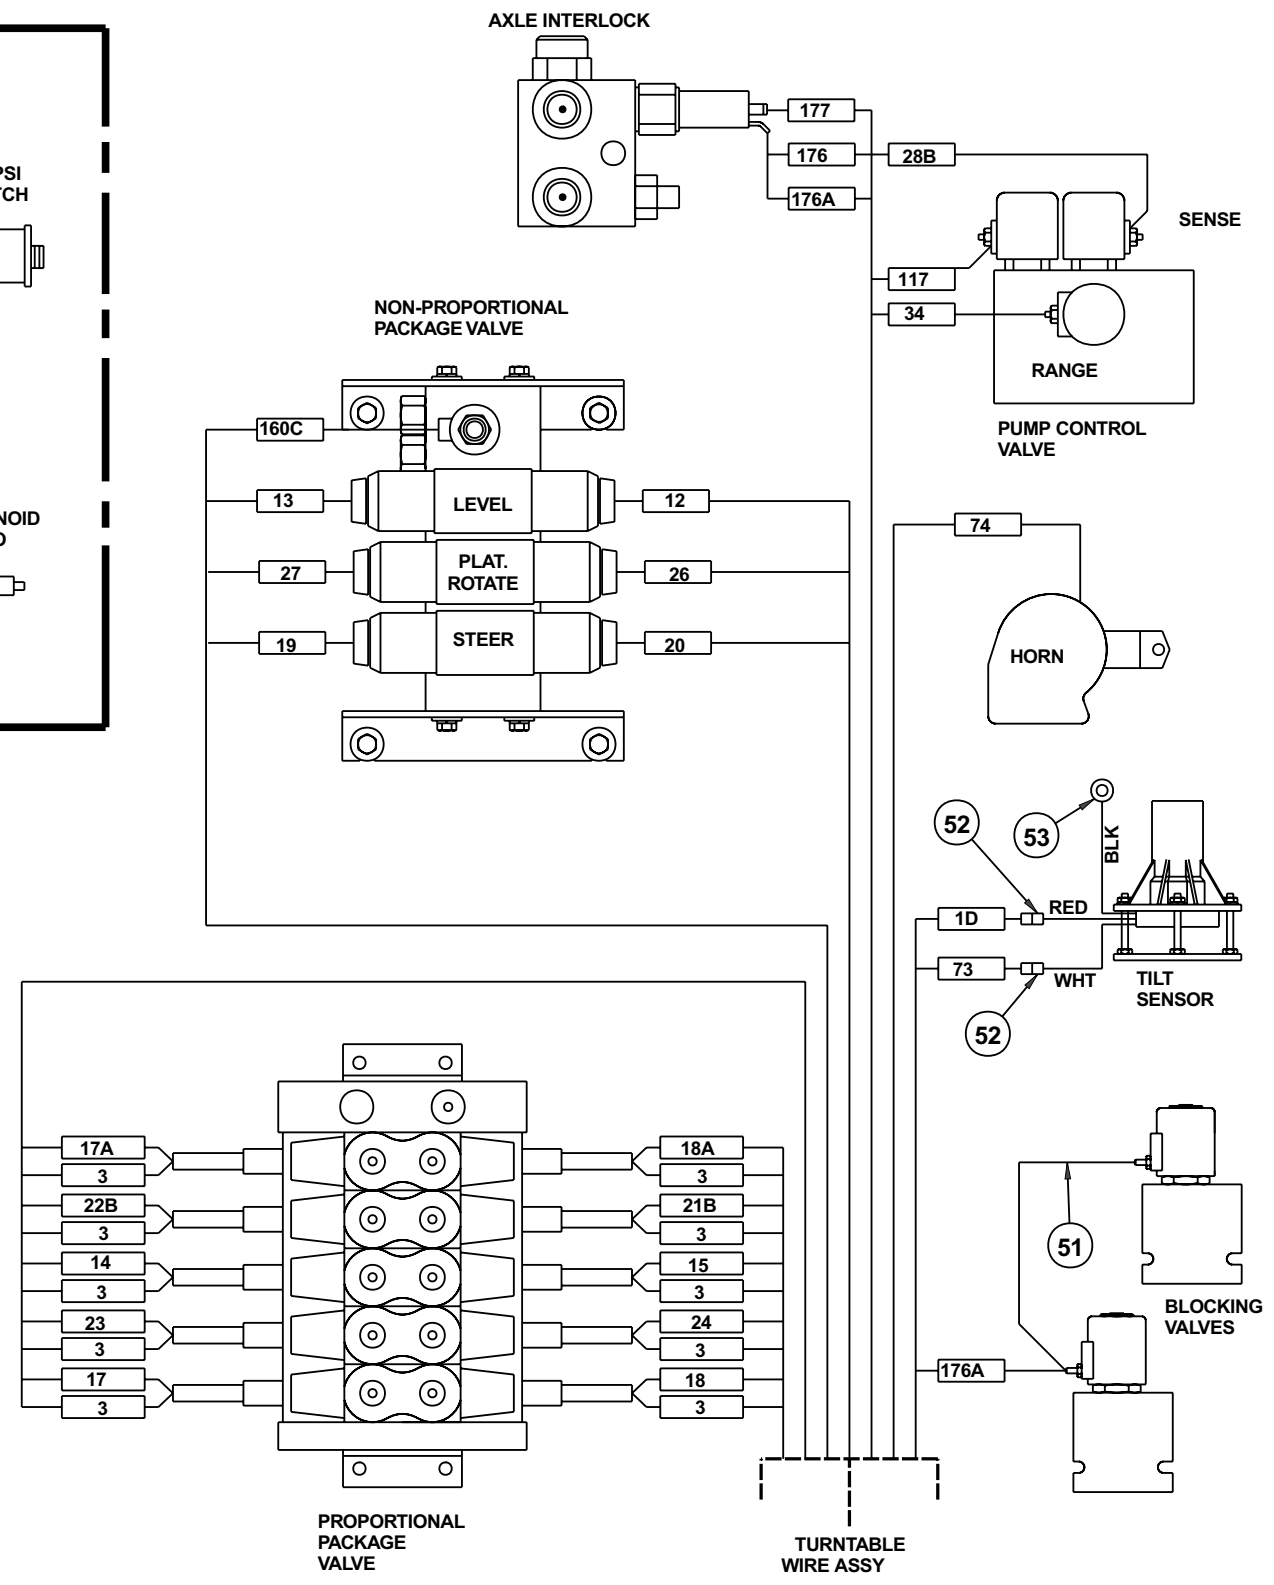 AXLE INTERLOCK
177
176
28B
176A
PSI
TCH
SENSE
117
34
NON-PROPORTIONAL
PACKAGE VALVE
RANGE
PUMP CONTROL
VALVE
160C
13
LEVEL
12
NOID
D
74
27
PLAT.
ROTATE
26
19
STEER
20
HORN
52
53
BLK
1D
RED
73
WHT
TILT
SENSOR
52
17A
18A
3
3
22B
21B
3
3
14
15
3
3
23
24
3
3
17
18
3
3
51
BLOCKING
VALVES
176A
PROPORTIONAL
PACKAGE
VALVE
TURNTABLE
WIRE ASSY